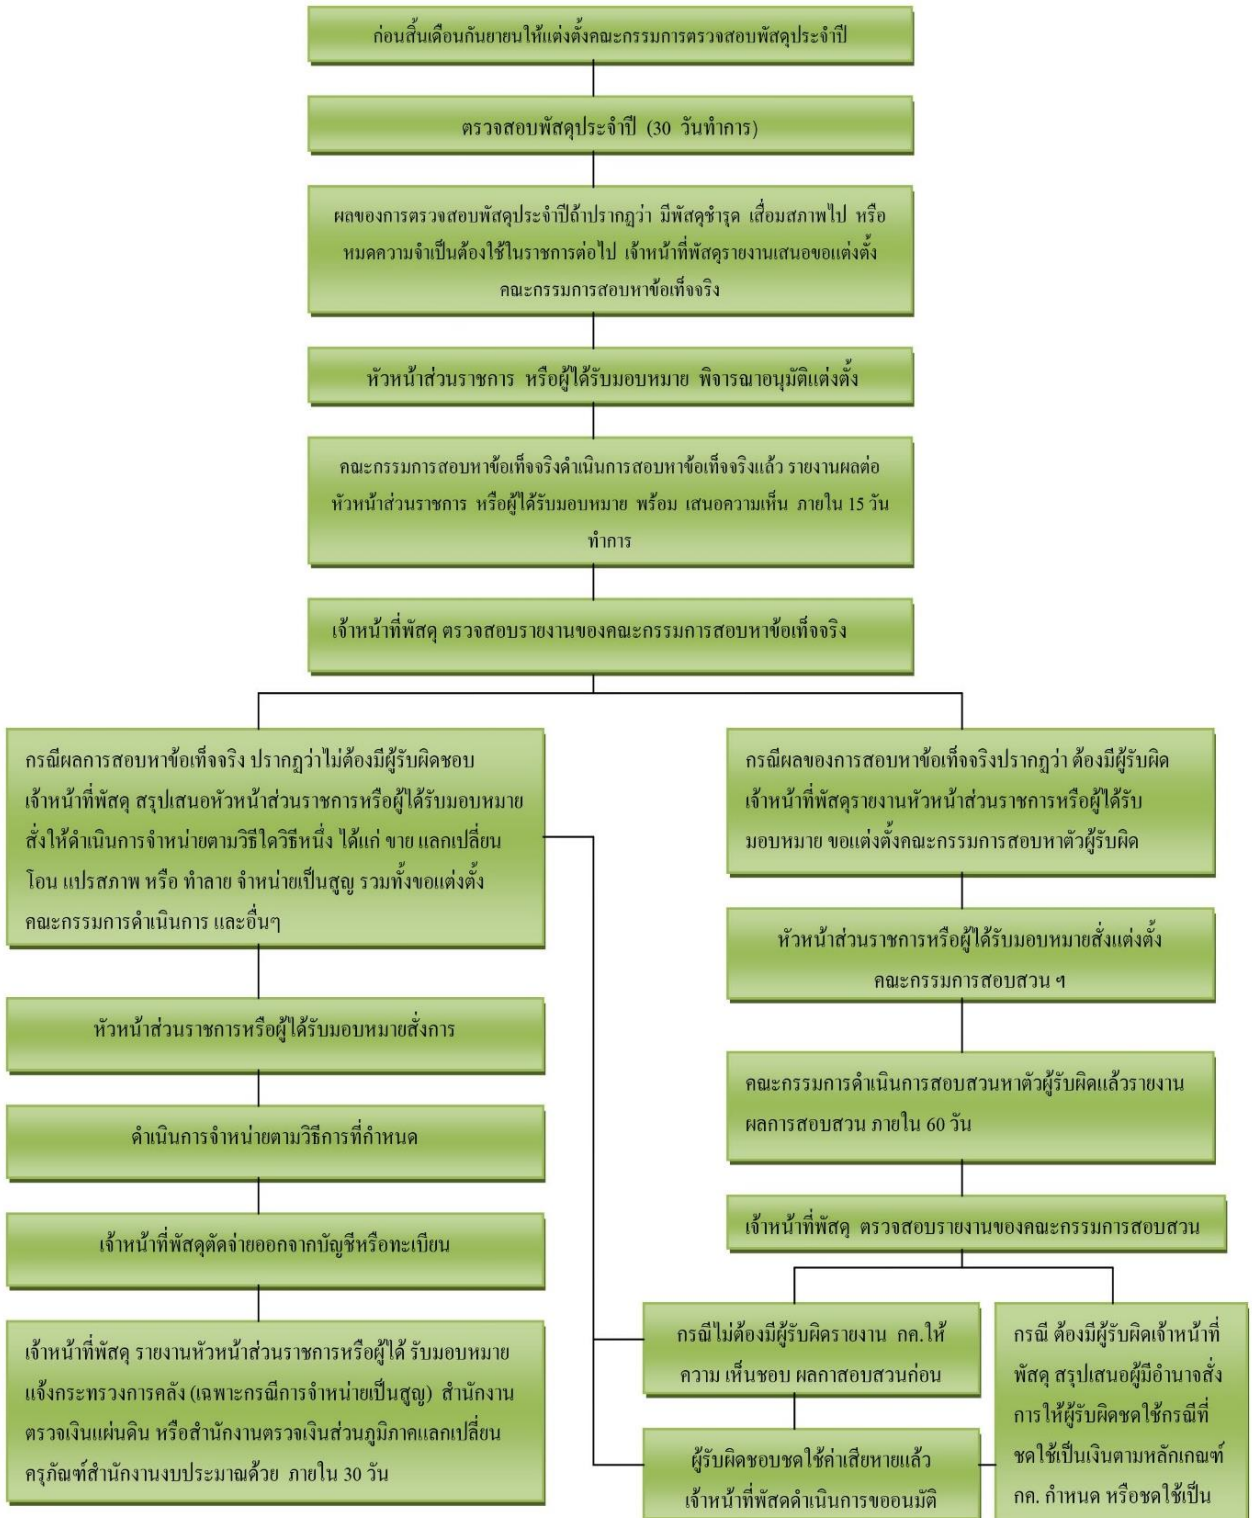 ก่อนสิ้นเดือนกันยายนให้แต่งตั้งคณะกรรมการตรวจสอบพัสดุประจำปี
ตรวจสอบพัสดุประจำปี (30 วันทำการ)
ผลของการตรวจสอบพัสดุประจำปีถ้าปรากฏว่า มีพัสดุชำรุด เสื่อมสภาพไป หรือ
หมดความจำเป็นต้องใช้ในราชการต่อไป เจ้าหน้าที่พัสดุรายงานเสนอขอแต่งตั้ง
คณะกรรมการสอบหาข้อเท็จจริง
หัวหน้าส่วนราชการ หรือผู้ได้รับมอบหมาย พิจารณาอนุมัติแต่งตั้ง
คณะกรรมการสอบหาข้อเท็จจริงดำเนินการสอบหาข้อเท็จจริงแล้ว รายงานผลต่อ
หัวหน้าส่วนราชการ หรือผู้ได้รับมอบหมาย พร้อม เสนอความเห็น ภายใน 15 วัน
ทำการ
เจ้าหน้าที่พัสดุ ตรวจสอบรายงานของคณะกรรมการสอบหาข้อเท็จจริง
กรณีผลการสอบหาข้อเท็จจริง ปรากฏว่าไม่ต้องมีผู้รับผิดชอบ
เจ้าหน้าที่พัสดุ สรุปเสนอหัวหน้าส่วนราชการหรือผู้ได้รับมอบหมาย
สั่งให้ดำเนินการจำหน่ายตามวิธีใดวิธีหนึ่ง ได้แก่ ขาย แลกเปลี่ยน
โอน แปรสภาพ หรือ ทำลาย จำหน่ายเป็นสูญ รวมทั้งขอแต่งตั้ง
คณะกรรมการดำเนินการ และอื่นๆ
หัวหน้าส่วนราชการหรือผู้ได้รับมอบหมายสั่งการ
ดำเนินการจำหน่ายตามวิธีการที่กำหนด
เจ้าหน้าที่พัสดุตัดจ่ายออกจากบัญชีหรือทะเบียน
เจ้าหน้าที่พัสดุ รายงานหัวหน้าส่วนราชการหรือผู้ได้ รับมอบหมาย
แจ้งกระทรวงการคลัง (เฉพาะกรณีการจำหน่ายเป็นสูญ) สำนักงาน
ตรวจเงินแผ่นดิน หรือสำนักงานตรวจเงินส่วนภูมิภาคแลกเปลี่ยน
ครุภัณฑ์สำนักงานงบประมาณด้วย ภายใน 30 วัน
กรณีผลของการสอบหาข้อเท็จจริงปรากฏว่า ต้องมีผู้รับผิด
เจ้าหน้าที่พัสดุรายงานหัวหน้าส่วนราชการหรือผู้ได้รับ
มอบหมาย ขอแต่งตั้งคณะกรรมการสอบหาตัวผู้รับผิด
หัวหน้าส่วนราชการหรือผู้ได้รับมอบหมายสั่งแต่งตั้ง
คณะกรรมการสอบสวน ฯ
คณะกรรมการดำเนินการสอบสวนหาตัวผู้รับผิดแล้วรายงาน
ผลการสอบสวน ภายใน 60 วัน
เจ้าหน้าที่พัสดุ ตรวจสอบรายงานของคณะกรรมการสอบสวน
กรณีไม่ต้องมีผู้รับผิดรายงาน กค.ให้
ความ เห็นชอบ ผลกาสอบสวนก่อน
ผู้รับผิดชอบชดใช้ค่าเสียหายแล้ว
เจ้าหน้าที่พัสดุดำเนินการขออนุมัติ
กรณี ต้องมีผู้รับผิดเจ้าหน้าที่
พัสดุ สรุปเสนอผู้มีอำนาจสั่ง
การให้ผู้รับผิดชดใช้กรณีที่
ชดใช้เป็นเงินตามหลักเกณฑ์
กค. กำหนด หรือชดใช้เป็น